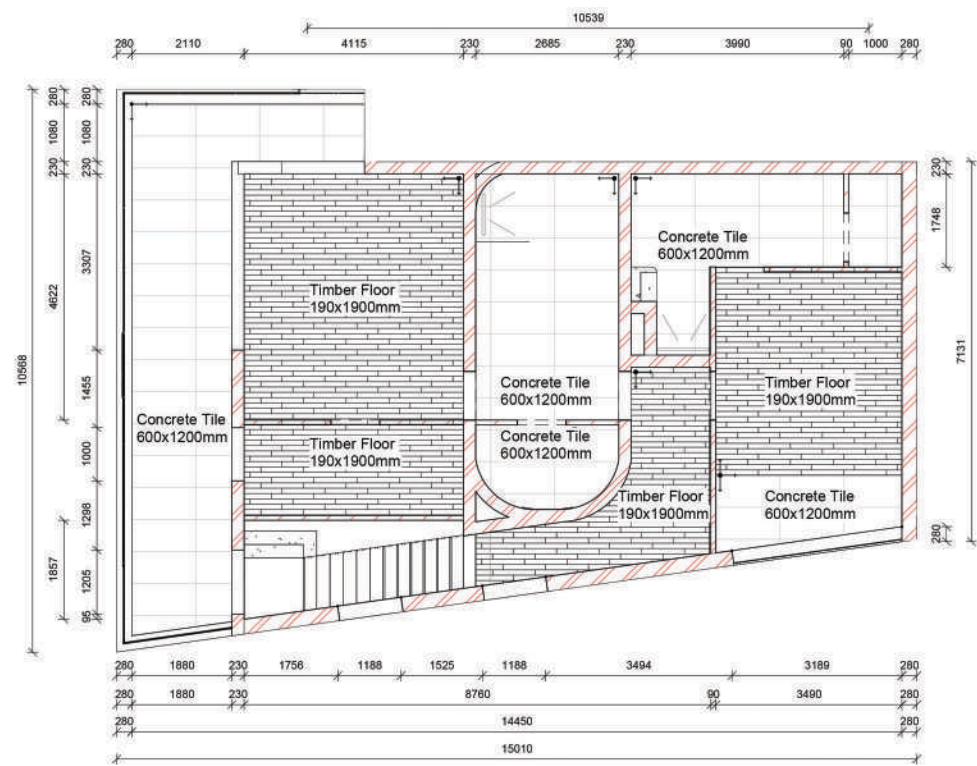 10539
280 2110 4115 230 2685 230 3990 90 1000 280
280
1080
230
3307
1455
1000
1298
1205
95
280
1080
230
4622
1857
10568
230
1748
7131
280
Concrete Tile
600x1200mm
Timber Floor
190x1900mm
Concrete Tile
600x1200mm
Timber Floor
190x1900mm
Concrete Tile
600x1200mm
Timber Floor
190x1900mm
Concrete Tile
600x1200mm
Timber Floor
190x1900mm
Concrete Tile
600x1200mm
280 1880 230 1756 1188 1525 1188 3494 3189 280
280 1880 230 8760 90 3490 280
280 14450 280
15010